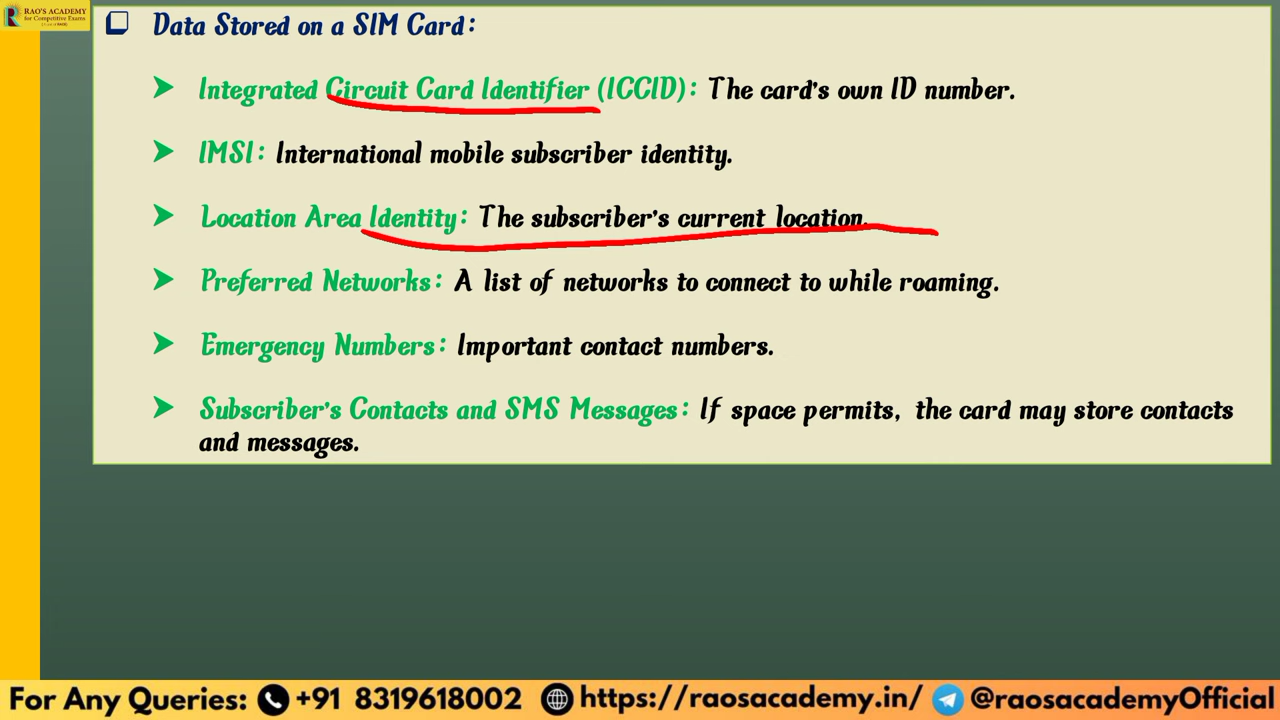 RAO'S ACADEMY
for Competitive Exams
Data Stored on a SIM Card:
Integrated Circuit Card Identifier (ICCID): The card's own ID number.
IMSI: International mobile subscriber identity.
Location Area Identity: The subscriber's current location.
Preferred Networks: A list of networks to connect to while roaming.
Emergency Numbers: Important contact numbers.
Subscriber's Contacts and SMS Messages: If space permits, the card may store contacts
and messages.
For Any Queries: +91 8319618002 https://raosacademy.in/ @raosacademyOfficial